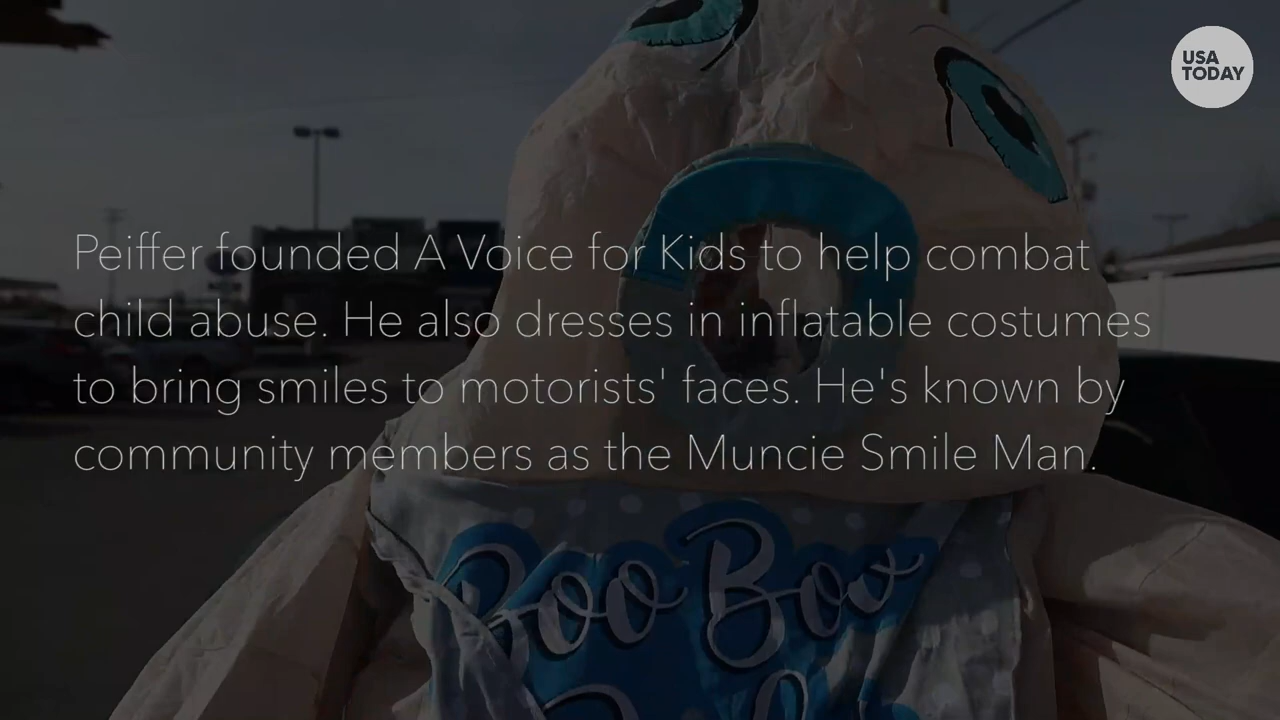 USA
TODAY
Peiffer founded A Voice for Kids to help combat
child abuse. He also dresses in inflatable costumes
to bring smiles to motorists' faces. He's known by
community members as the Muncie Smile Man.
Boo Boo